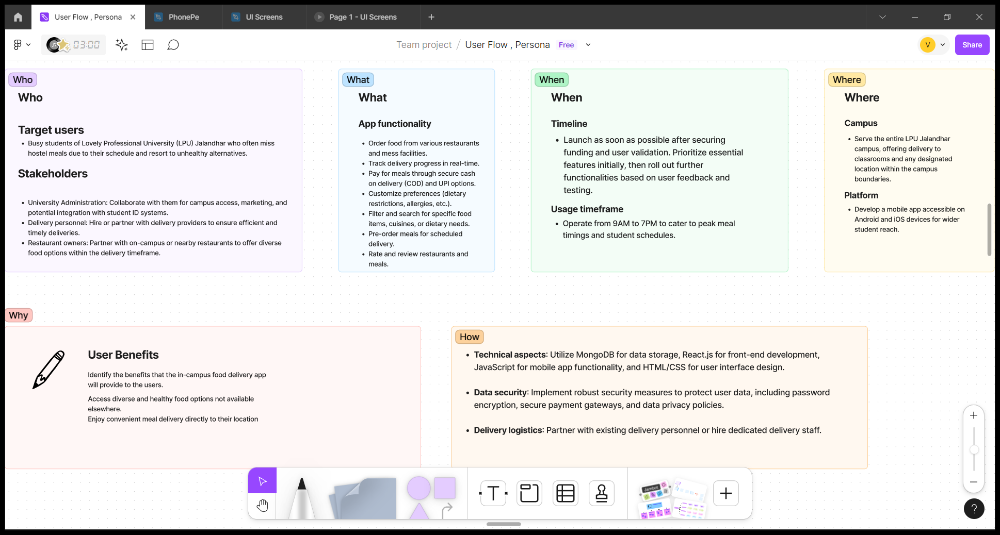 User Flow , Persona
PhonePe
UI Screens
Page 1 - UI Screens
03:00
Team project / User Flow , Persona Free
V
Share
Who
Who
Target users
• Busy students of Lovely Professional University (LPU) Jalandhar who often miss
hostel meals due to their schedule and resort to unhealthy alternatives.
Stakeholders
• University Administration: Collaborate with them for campus access, marketing, and
potential integration with student ID systems.
• Delivery personnel: Hire or partner with delivery providers to ensure efficient and
timely deliveries.
• Restaurant owners: Partner with on-campus or nearby restaurants to offer diverse
food options within the delivery timeframe.
What
What
App functionality
• Order food from various restaurants
and mess facilities.
• Track delivery progress in real-time.
• Pay for meals through secure cash
on delivery (COD) and UPI options.
• Customize preferences (dietary
restrictions, allergies, etc.).
• Filter and search for specific food
items, cuisines, or dietary needs.
• Pre-order meals for scheduled
delivery.
• Rate and review restaurants and
meals.
When
When
Timeline
• Launch as soon as possible after securing
funding and user validation. Prioritize essential
features initially, then roll out further
functionalities based on user feedback and
testing.
Usage timeframe
• Operate from 9AM to 7PM to cater to peak meal
timings and student schedules.
Where
Where
Campus
• Serve the entire LPU Jalandhar
campus, offering delivery to
classrooms and any designated
location within the campus
boundaries.
Platform
• Develop a mobile app accessible on
Android and iOS devices for wider
student reach.
Why
User Benefits
Identify the benefits that the in-campus food delivery app
will provide to the users.
Access diverse and healthy food options not available
elsewhere.
Enjoy convenient meal delivery directly to their location
How
• Technical aspects: Utilize MongoDB for data storage, React.js for front-end development,
JavaScript for mobile app functionality, and HTML/CSS for user interface design.
• Data security: Implement robust security measures to protect user data, including password
encryption, secure payment gateways, and data privacy policies.
• Delivery logistics: Partner with existing delivery personnel or hire dedicated delivery staff.
T
Jambot
?